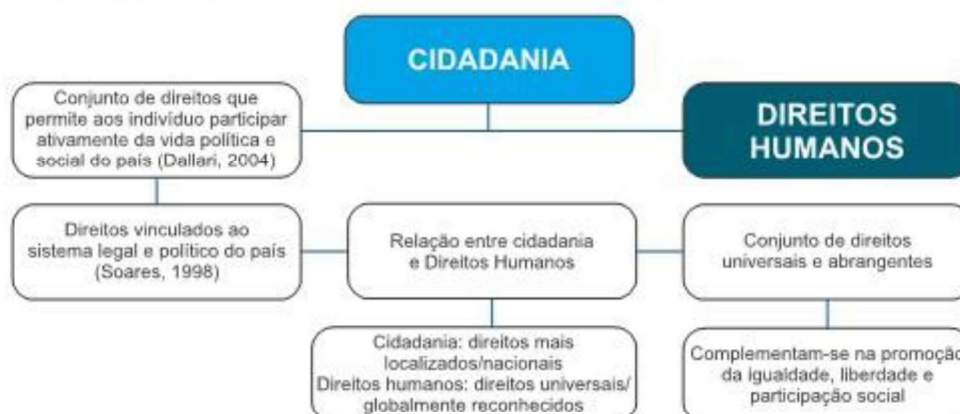 CIDADANIA
Conjunto de direitos que
permite aos indivíduo participar
ativamente da vida política e
social do país (Dallari, 2004)
DIREITOS
HUMANOS
Direitos vinculados ao
sistema legal e político do país
(Soares, 1998)
Relação entre cidadania
e Direitos Humanos
Conjunto de direitos
universais e abrangentes
Cidadania: direitos mais
localizados/nacionais
Direitos humanos: direitos universais/
globalmente reconhecidos
Complementam-se na promoção
da igualdade, liberdade e
participação social